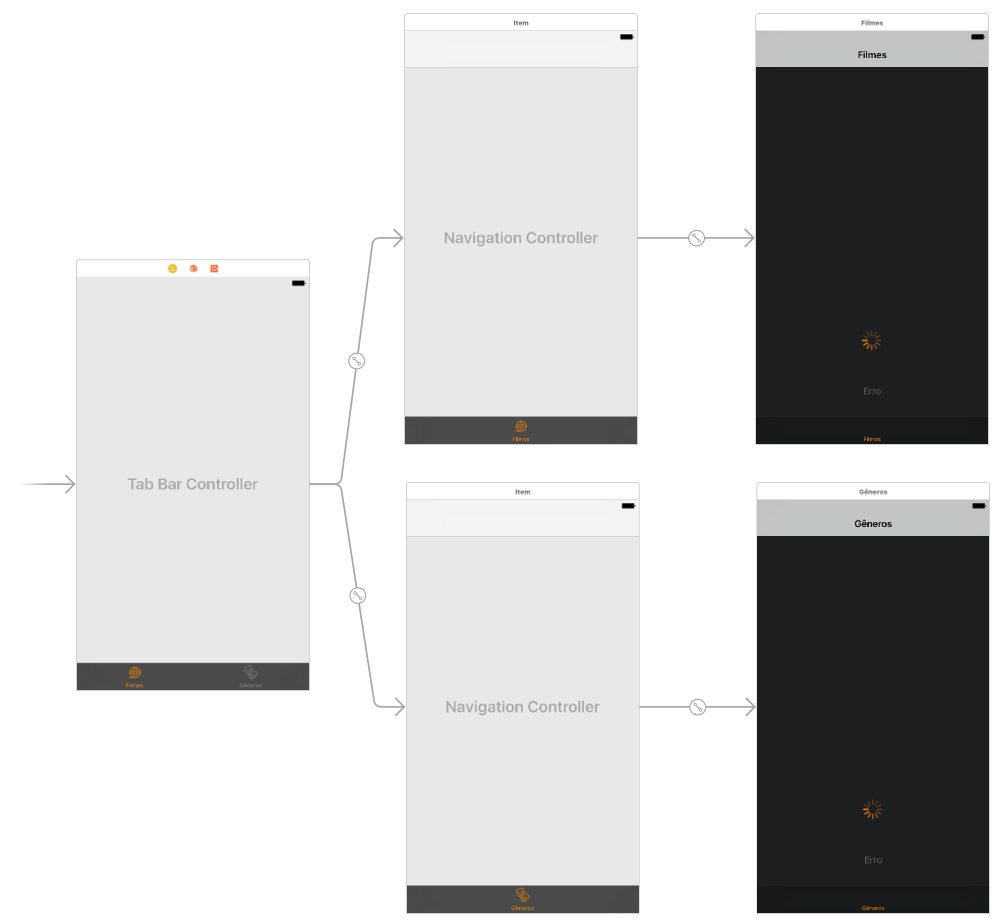 Item
Navigation Controller
Filmes
Filmes
Filmes
Erro
Filmes
Tab Bar Controller
Filmes
Gêneros
Item
Navigation Controller
Gêneros
Gêneros
Gêneros
Erro
Gêneros